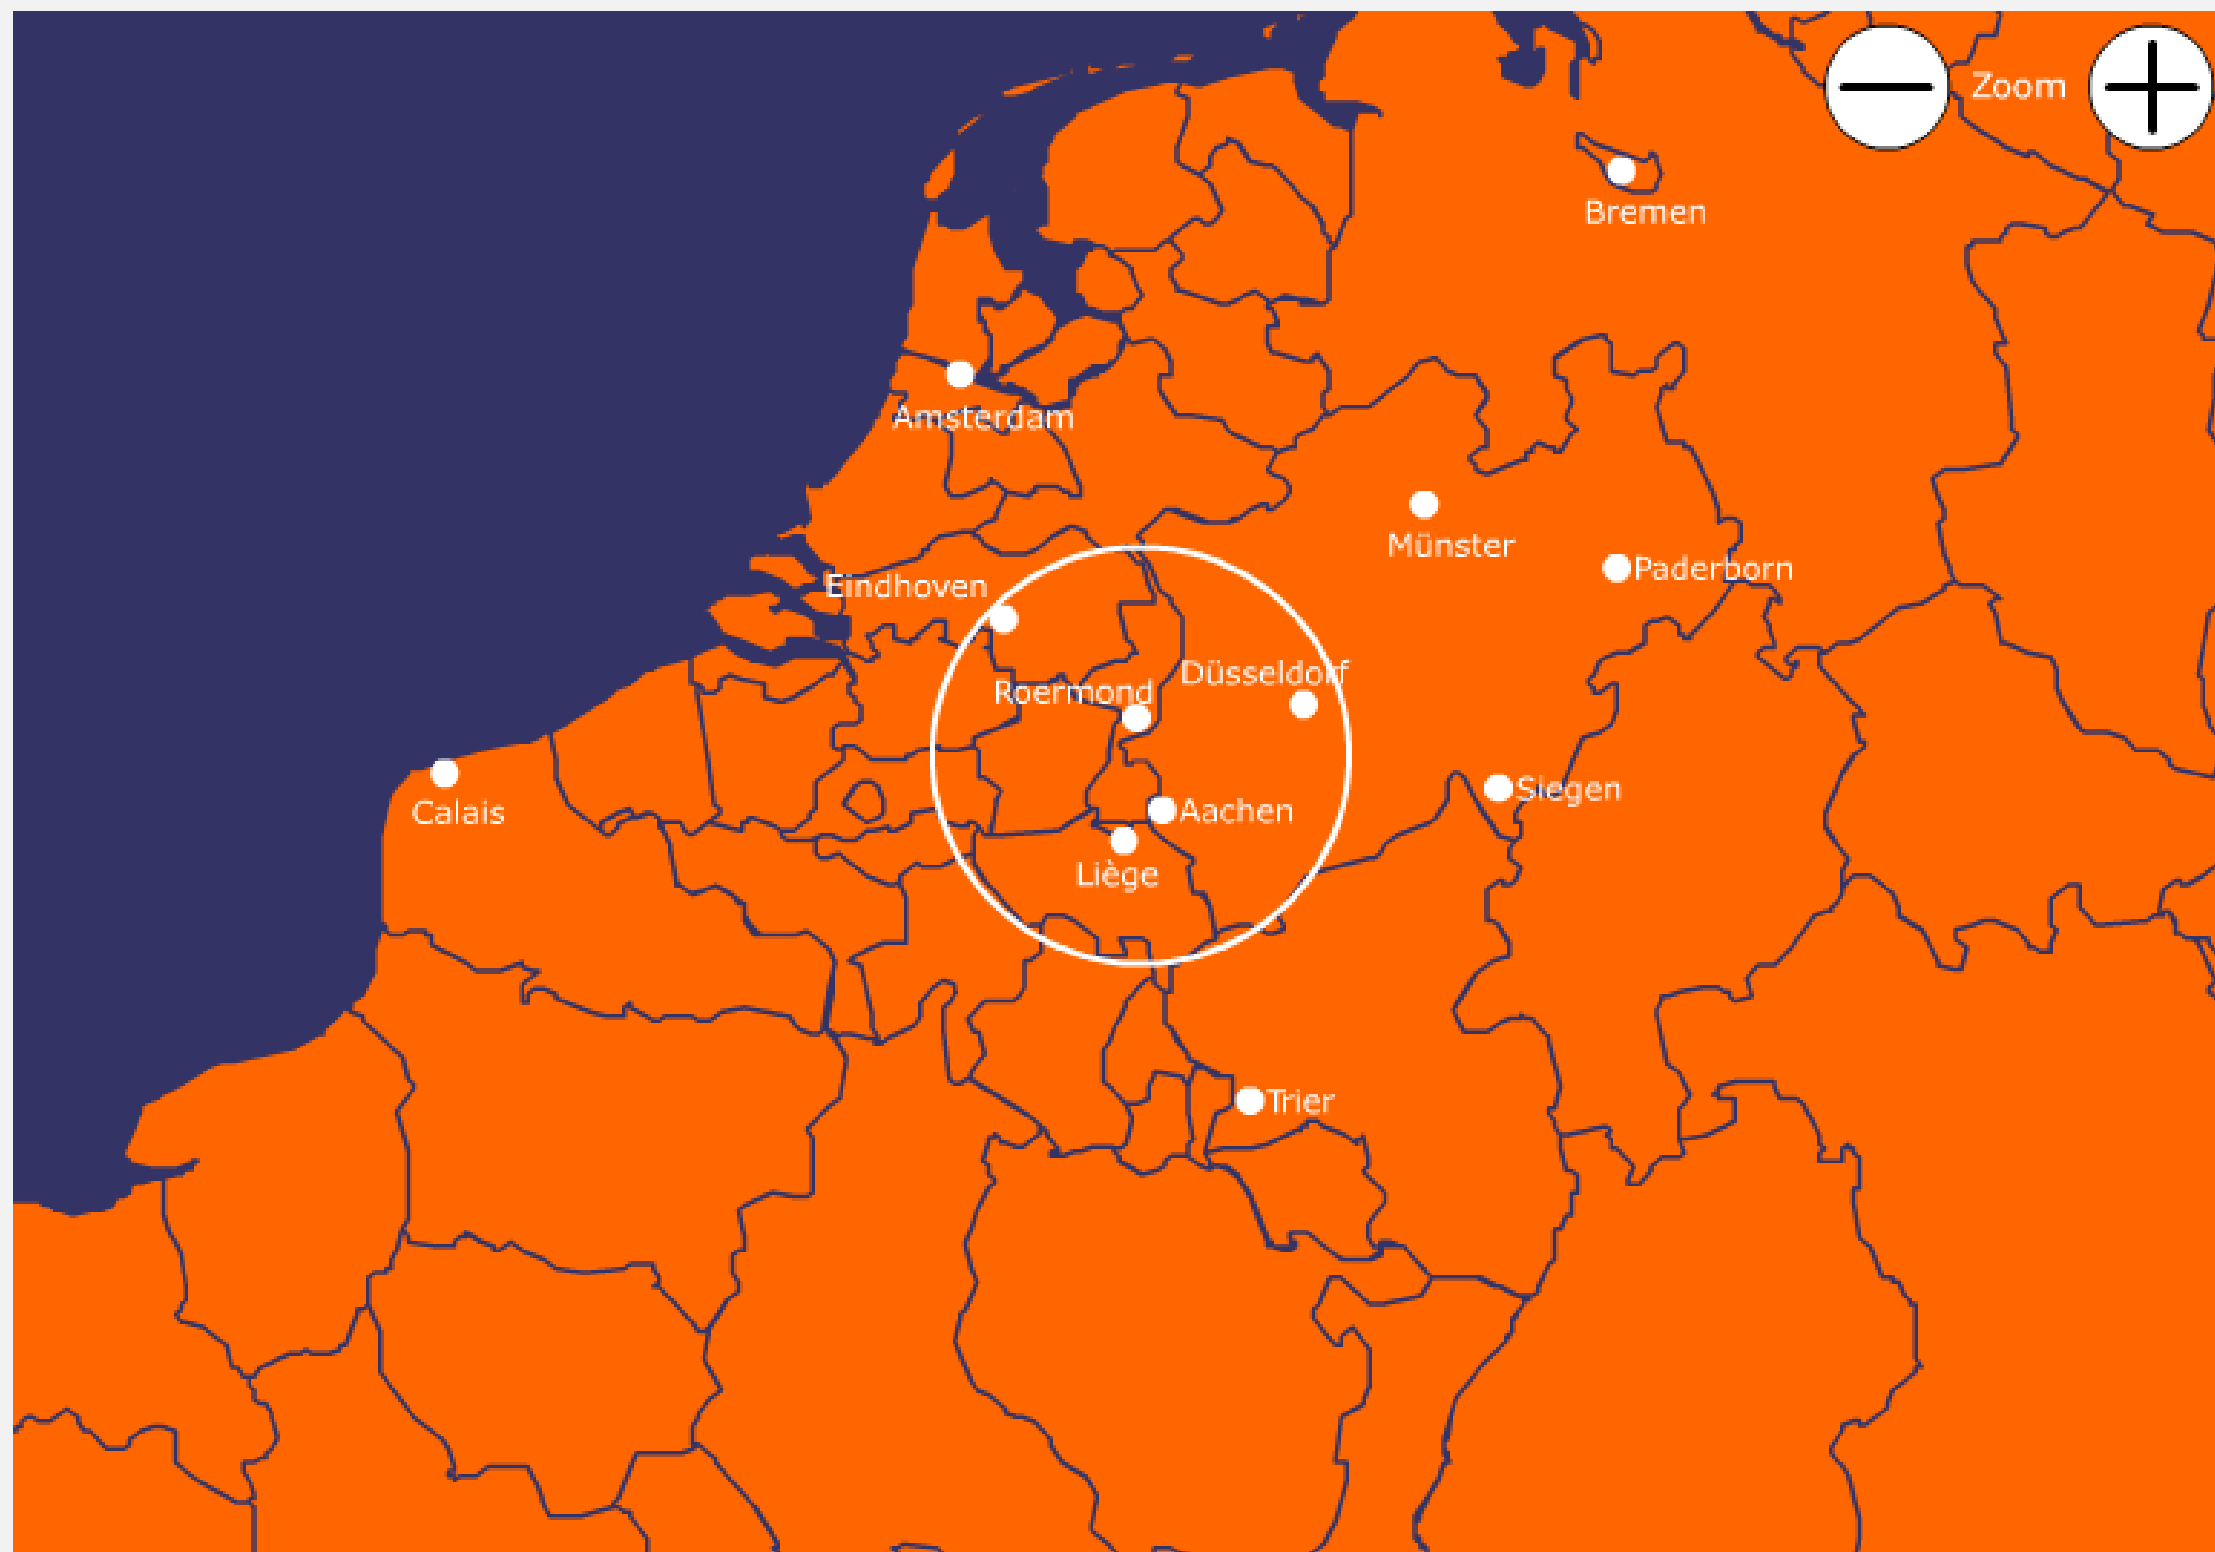 Zoom
Bremen
Amsterdam
Münster
Paderborn
Eindhoven
Düsseldorf
Roermond
Siegen
Calais
Aachen
Liège
Trier